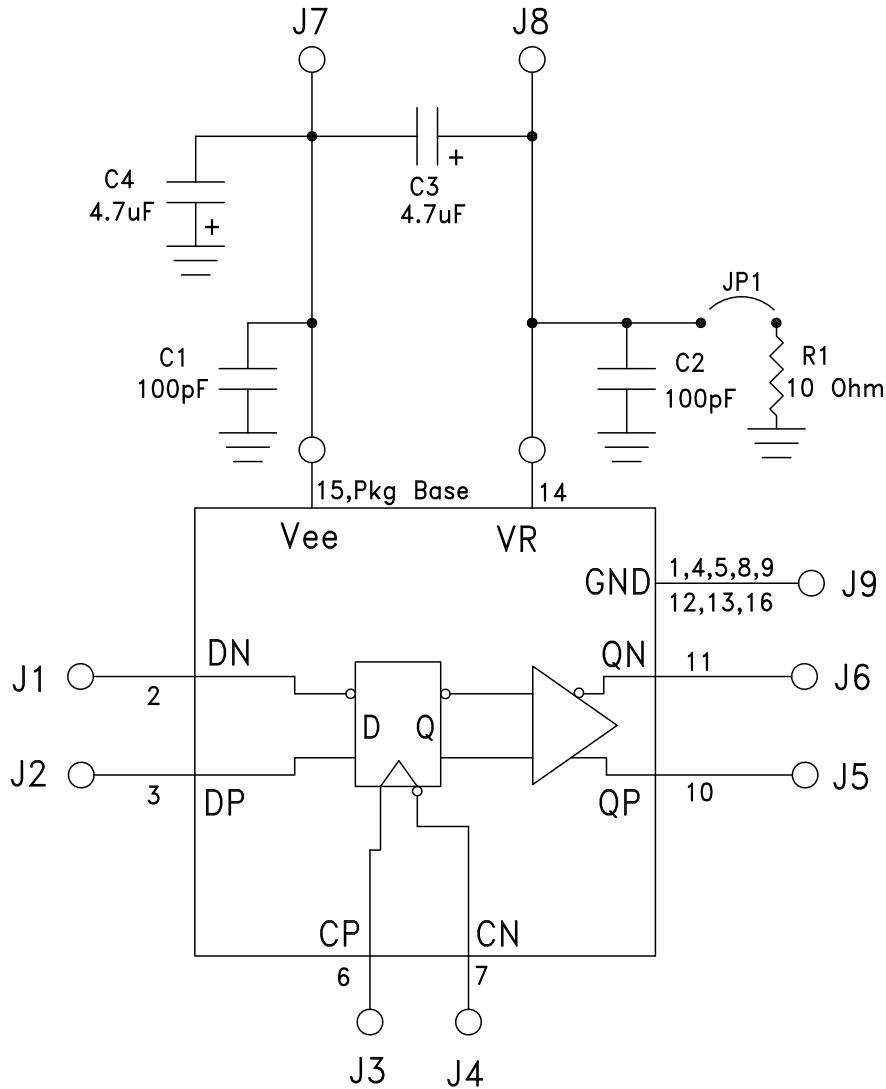 J7
J8
C4
4.7uF
+
+
C3
4.7uF
JP1
C1
100pF
C2
100pF
R1
10 Ohm
15,Pkg Base
14
Vee
VR
GND
1,4,5,8,9
12,13,16
J9
DN
QN
11
J1
2
J6
D
Q
J2
3
DP
QP
10
J5
CP
CN
6
7
J3
J4